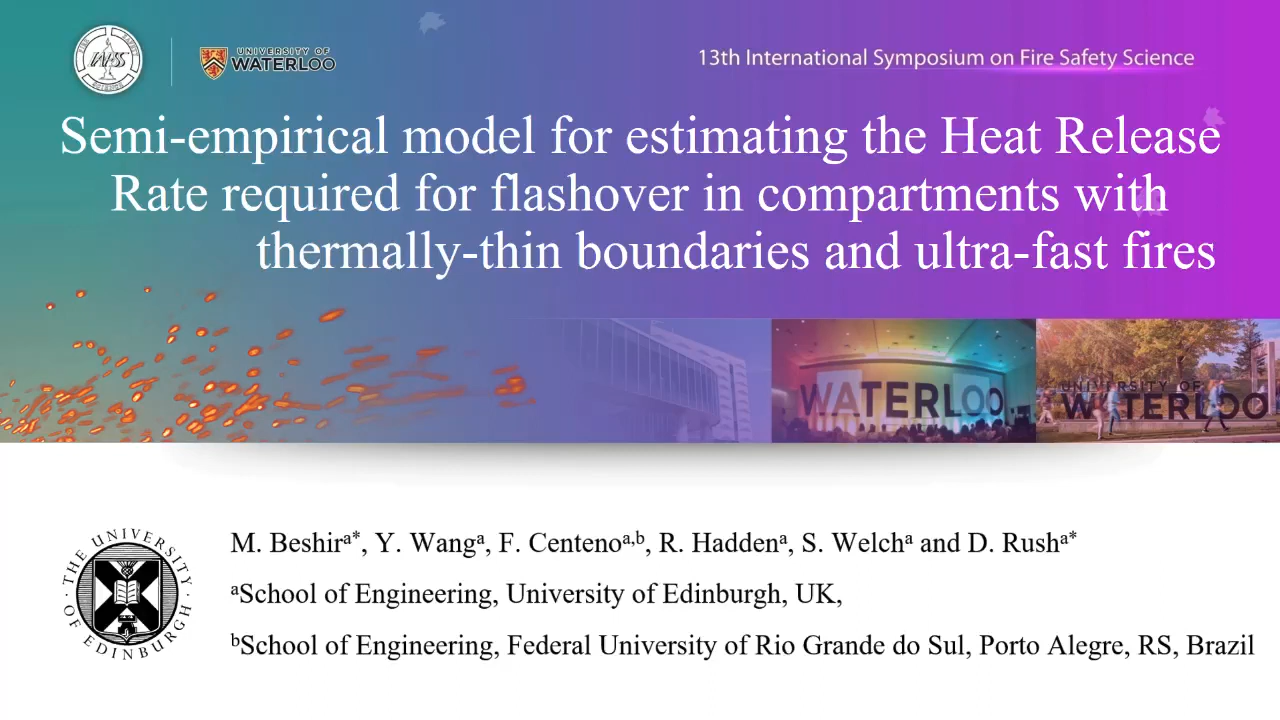 UNIVERSITY OF
WATERLOO
13th International Symposium on Fire Safety Science
Semi-empirical model for estimating the Heat Release
Rate required for flashover in compartments with
thermally-thin boundaries and ultra-fast fires
WATERLOO
UNIVERSITY OF
WATERLOO
THE UNIVERSITY
OF EDINBURGH
M. Beshirᵃ*, Y. Wangᵃ, F. Centenoᵃ,ᵇ, R. Haddenᵃ, S. Welchᵃ and D. Rushᵃ*
ᵃSchool of Engineering, University of Edinburgh, UK,
ᵇSchool of Engineering, Federal University of Rio Grande do Sul, Porto Alegre, RS, Brazil